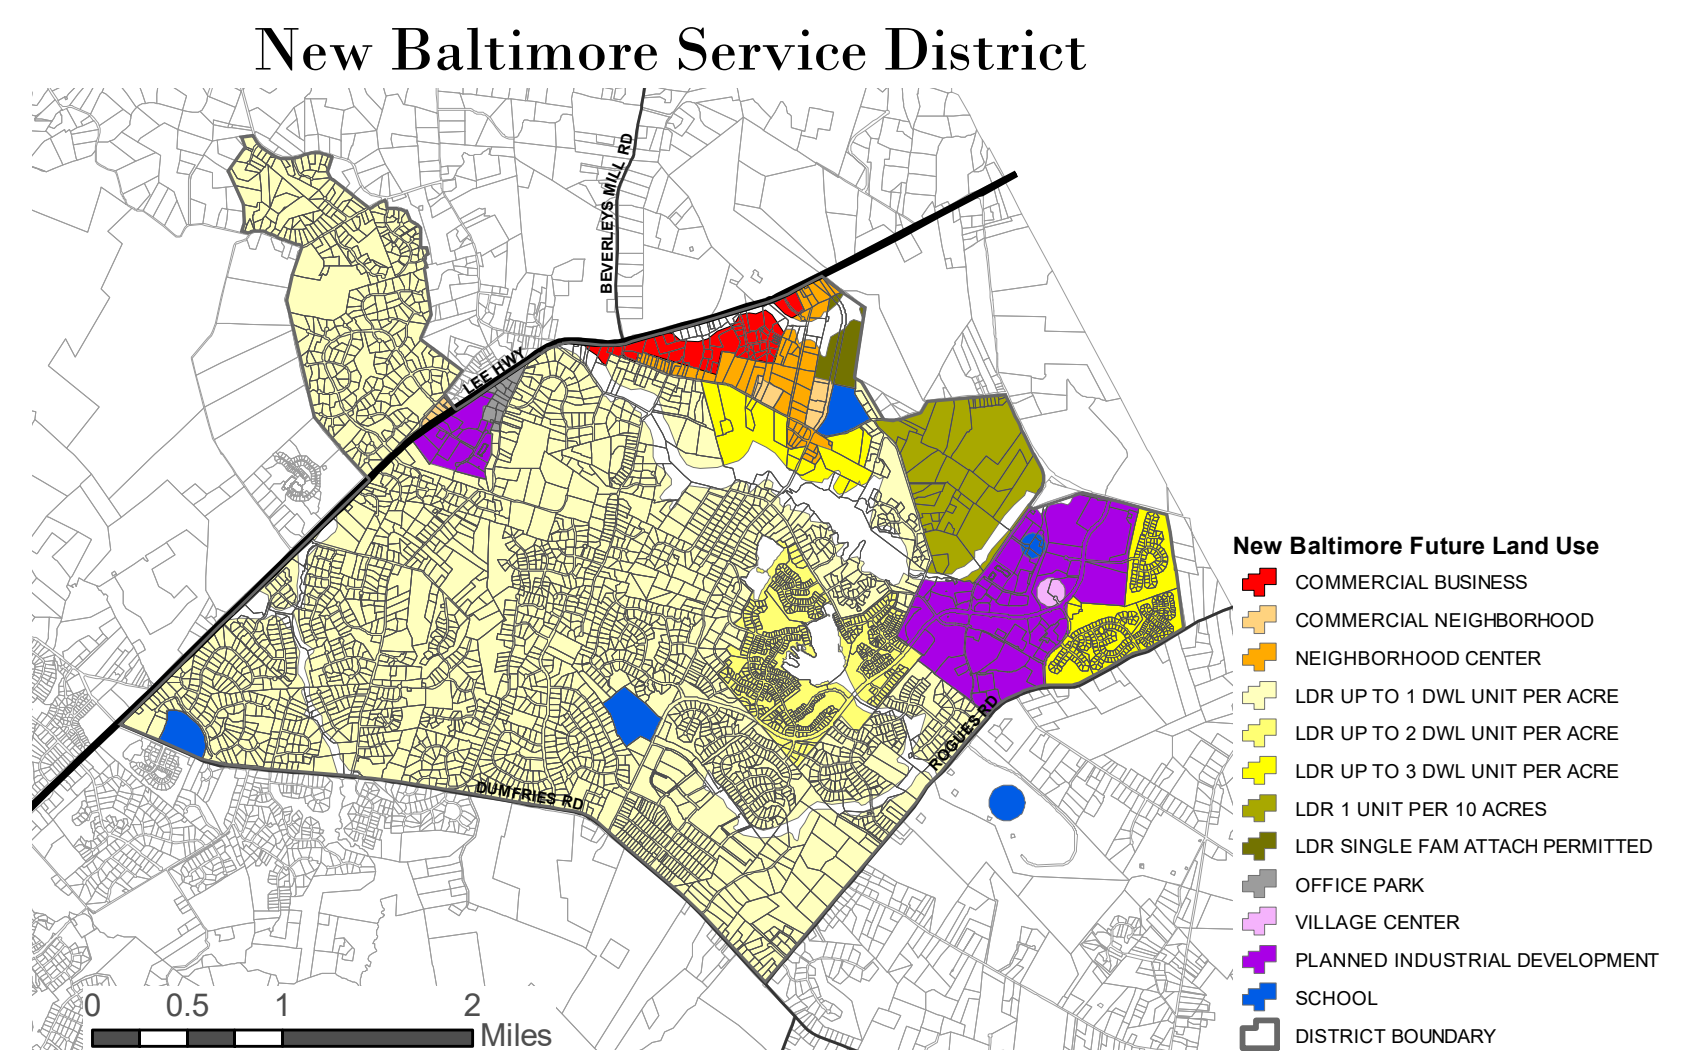 New Baltimore Service District
BEVERLEYS MILL RD
LEE HWY
ROGUES RD
DUMFRIES RD
New Baltimore Future Land Use
COMMERCIAL BUSINESS
COMMERCIAL NEIGHBORHOOD
NEIGHBORHOOD CENTER
LDR UP TO 1 DWL UNIT PER ACRE
LDR UP TO 2 DWL UNIT PER ACRE
LDR UP TO 3 DWL UNIT PER ACRE
LDR 1 UNIT PER 10 ACRES
LDR SINGLE FAM ATTACH PERMITTED
OFFICE PARK
VILLAGE CENTER
PLANNED INDUSTRIAL DEVELOPMENT
SCHOOL
DISTRICT BOUNDARY
0 0.5 1 2
Miles